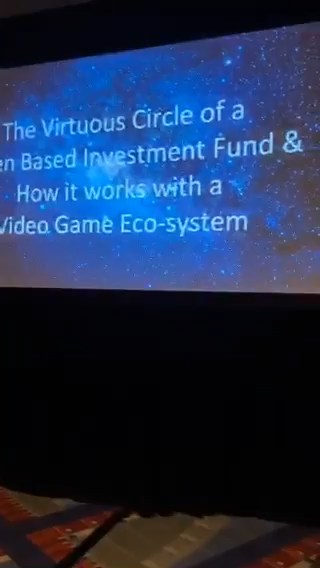 The Virtuous Circle of a
en Based Investment Fund &
How it works with a
Video Game Eco-system